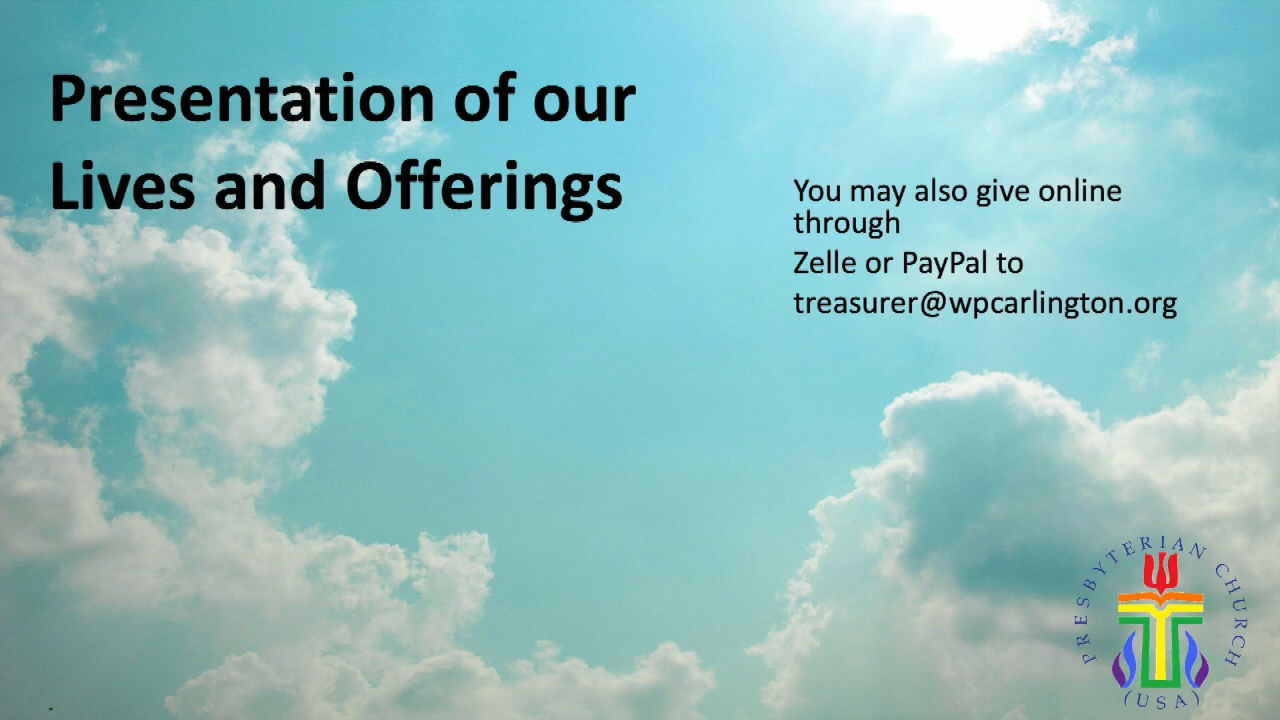 Presentation of our
Lives and Offerings
You may also give online
through
Zelle or PayPal to
treasurer@wpcarlington.org
PRESBYTERIAN CHURCH
(USA)